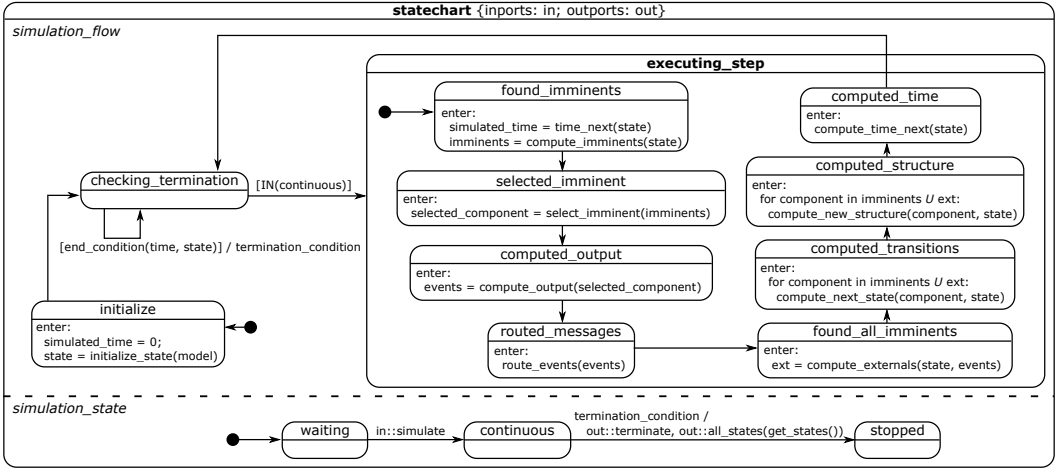 statechart {inports: in; outports: out}
simulation_flow
executing_step
found_imminents
enter:
simulated_time = time_next(state)
imminents = compute_imminents(state)
computed_time
enter:
compute_time_next(state)
checking_termination
[IN(continuous)]
[end_condition(time, state)] / termination_condition
selected_imminent
enter:
selected_component = select_imminent(imminents)
computed_structure
enter:
for component in imminents U ext:
compute_new_structure(component, state)
computed_output
enter:
events = compute_output(selected_component)
computed_transitions
enter:
for component in imminents U ext:
compute_next_state(component, state)
initialize
enter:
simulated_time = 0;
state = initialize_state(model)
routed_messages
enter:
route_events(events)
found_all_imminents
enter:
ext = compute_externals(state, events)
simulation_state
waiting
in::simulate
continuous
termination_condition /
out::terminate, out::all_states(get_states())
stopped